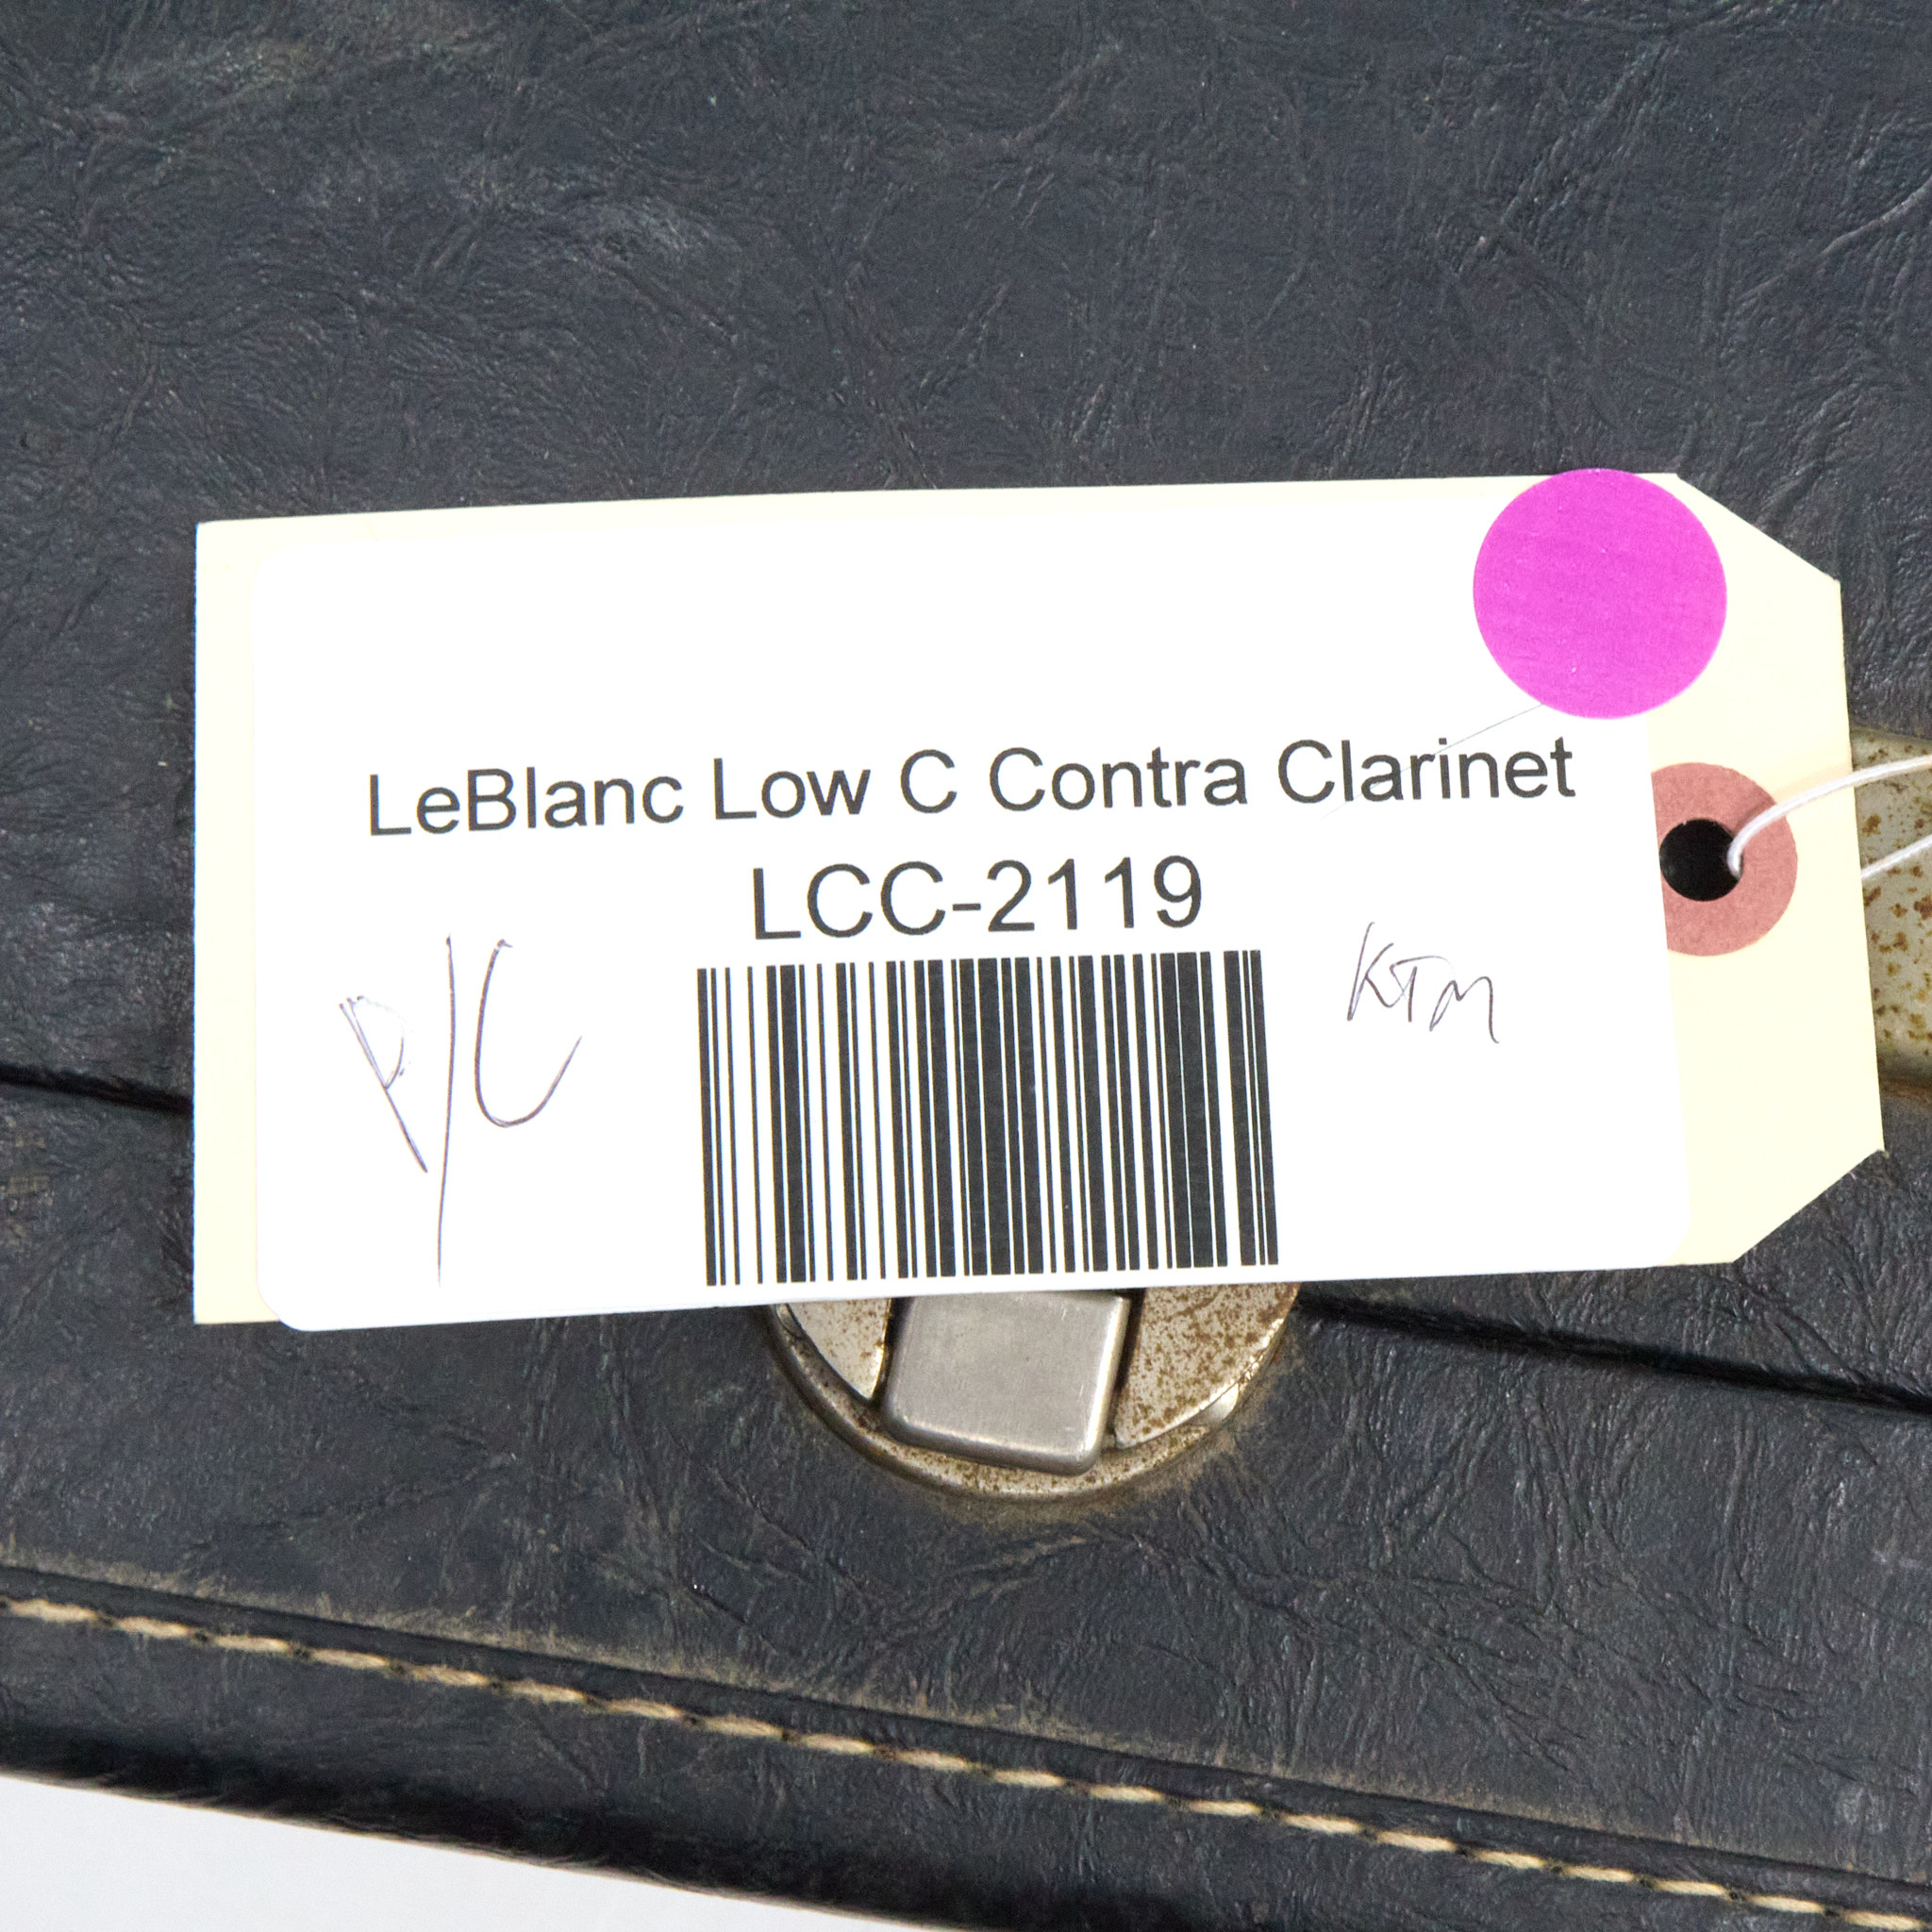 LeBlanc Low C Contra Clarinet
LCC-2119
P/C
KTM